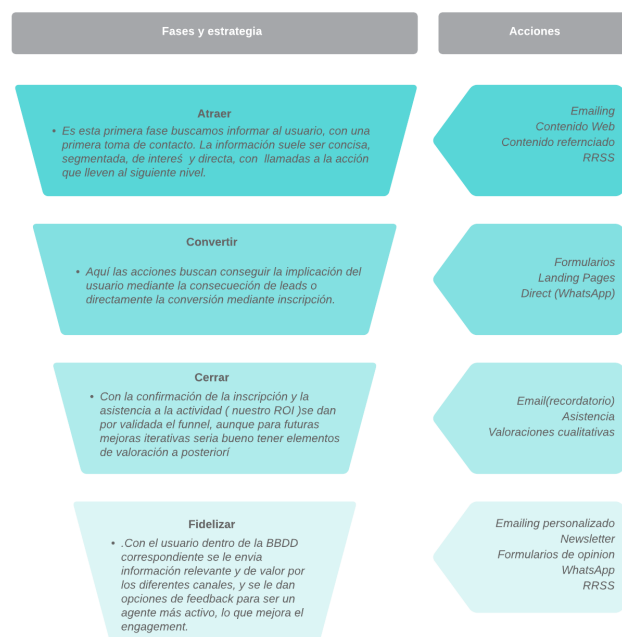 Fases y estrategia
Acciones
Atraer
• Es esta primera fase buscamos informar al usuario, con una
primera toma de contacto. La información suele ser concisa,
segmentada, de intereś y directa, con llamadas a la acción
que lleven al siguiente nivel.
Emailing
Contenido Web
Contenido refernciado
RRSS
Convertir
• Aquí las acciones buscan conseguir la implicación del
usuario mediante la consecueción de leads o
directamente la conversión mediante inscripción.
Formularios
Landing Pages
Direct (WhatsApp)
Cerrar
• Con la confirmación de la inscripción y la
asistencia a la actividad ( nuestro ROI )se dan
por validada el funnel, aunque para futuras
mejoras iterativas seria bueno tener elementos
de valoración a posteriorí
Email(recordatorio)
Asistencia
Valoraciones cualitativas
Fidelizar
• .Con el usuario dentro de la BBDD
correspondiente se le envia
información relevante y de valor por
los diferentes canales, y se le dan
opciones de feedback para ser un
agente más activo, lo que mejora el
engagement.
Emailing personalizado
Newsletter
Formularios de opinion
WhatsApp
RRSS